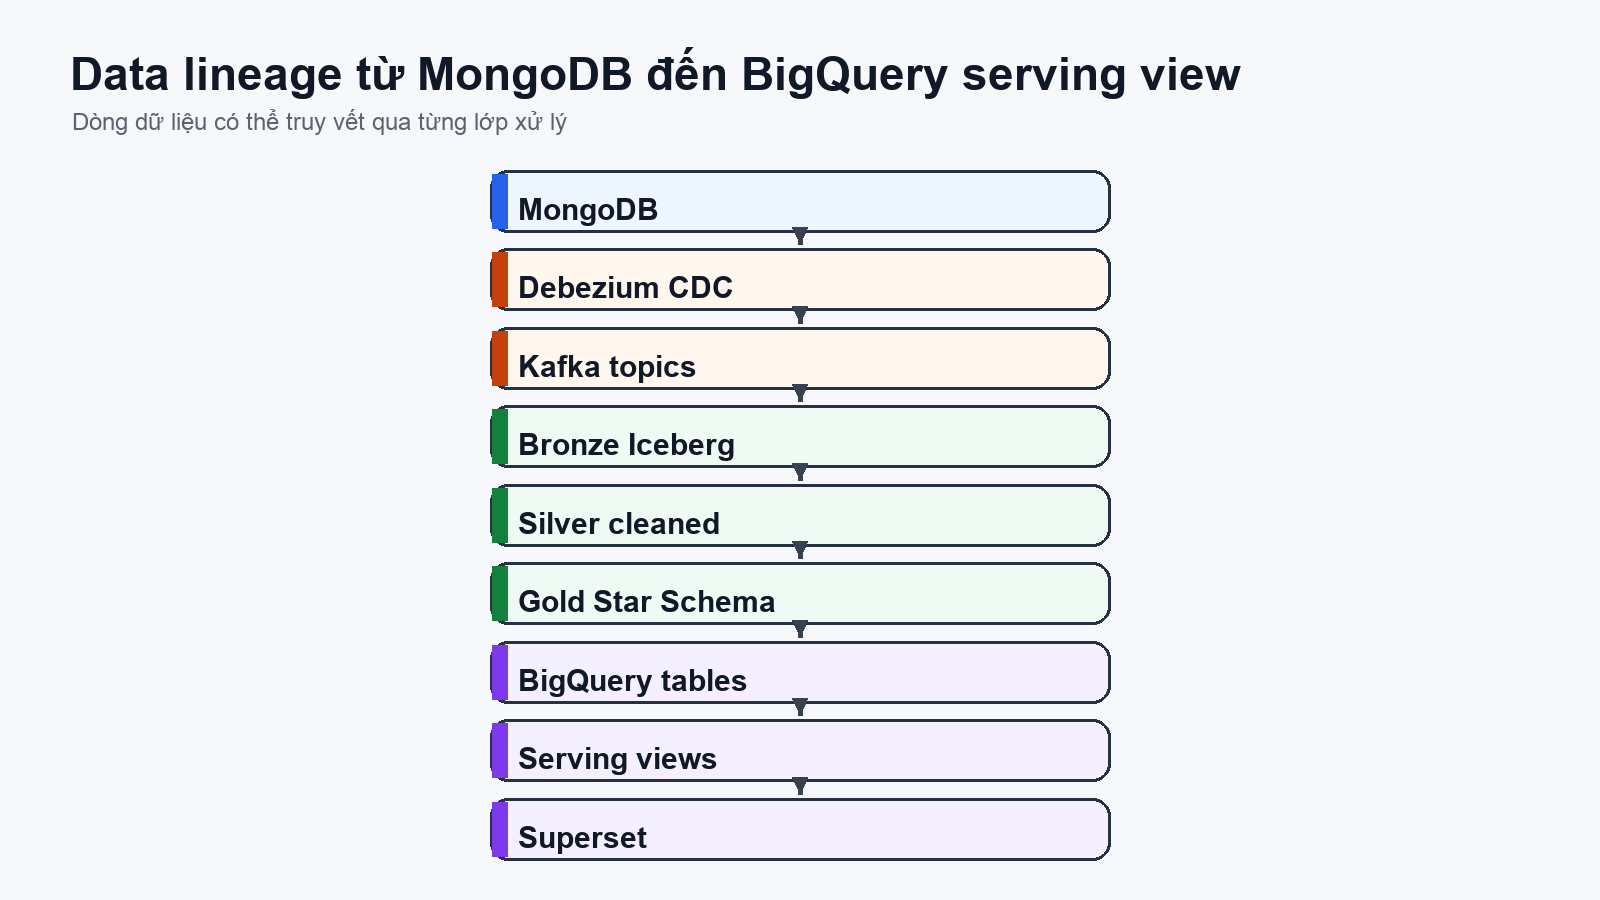 Data lineage từ MongoDB đến BigQuery serving view
Dòng dữ liệu có thể truy vết qua từng lớp xử lý
MongoDB
Debezium CDC
Kafka topics
Bronze Iceberg
Silver cleaned
Gold Star Schema
BigQuery tables
Serving views
Superset